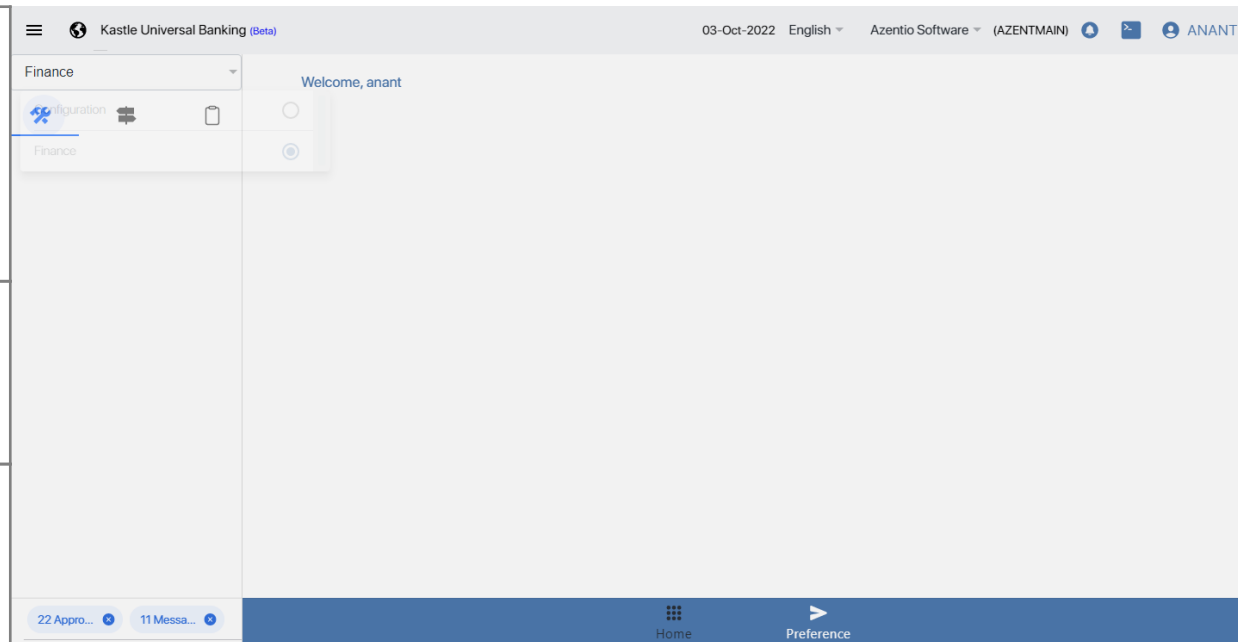 Kastle Universal Banking (Beta) 03-Oct-2022 English Azentio Software (AZENTMAIN) ANANT
Finance
Welcome, anant
Configuration
Finance
22 Appro... 11 Messa...
Home Preference